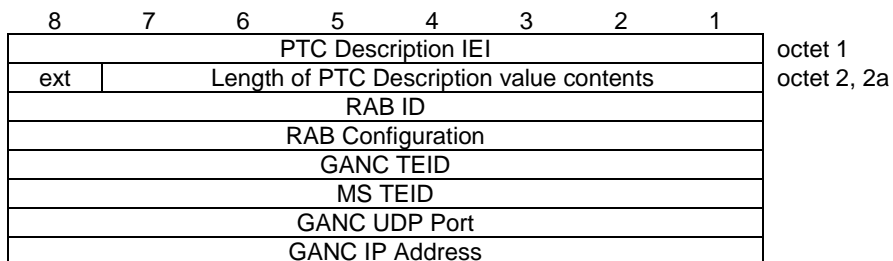 8 7 6 5 4 3 2 1
PTC Description IEI octet 1
ext Length of PTC Description value contents octet 2, 2a
RAB ID
RAB Configuration
GANC TEID
MS TEID
GANC UDP Port
GANC IP Address